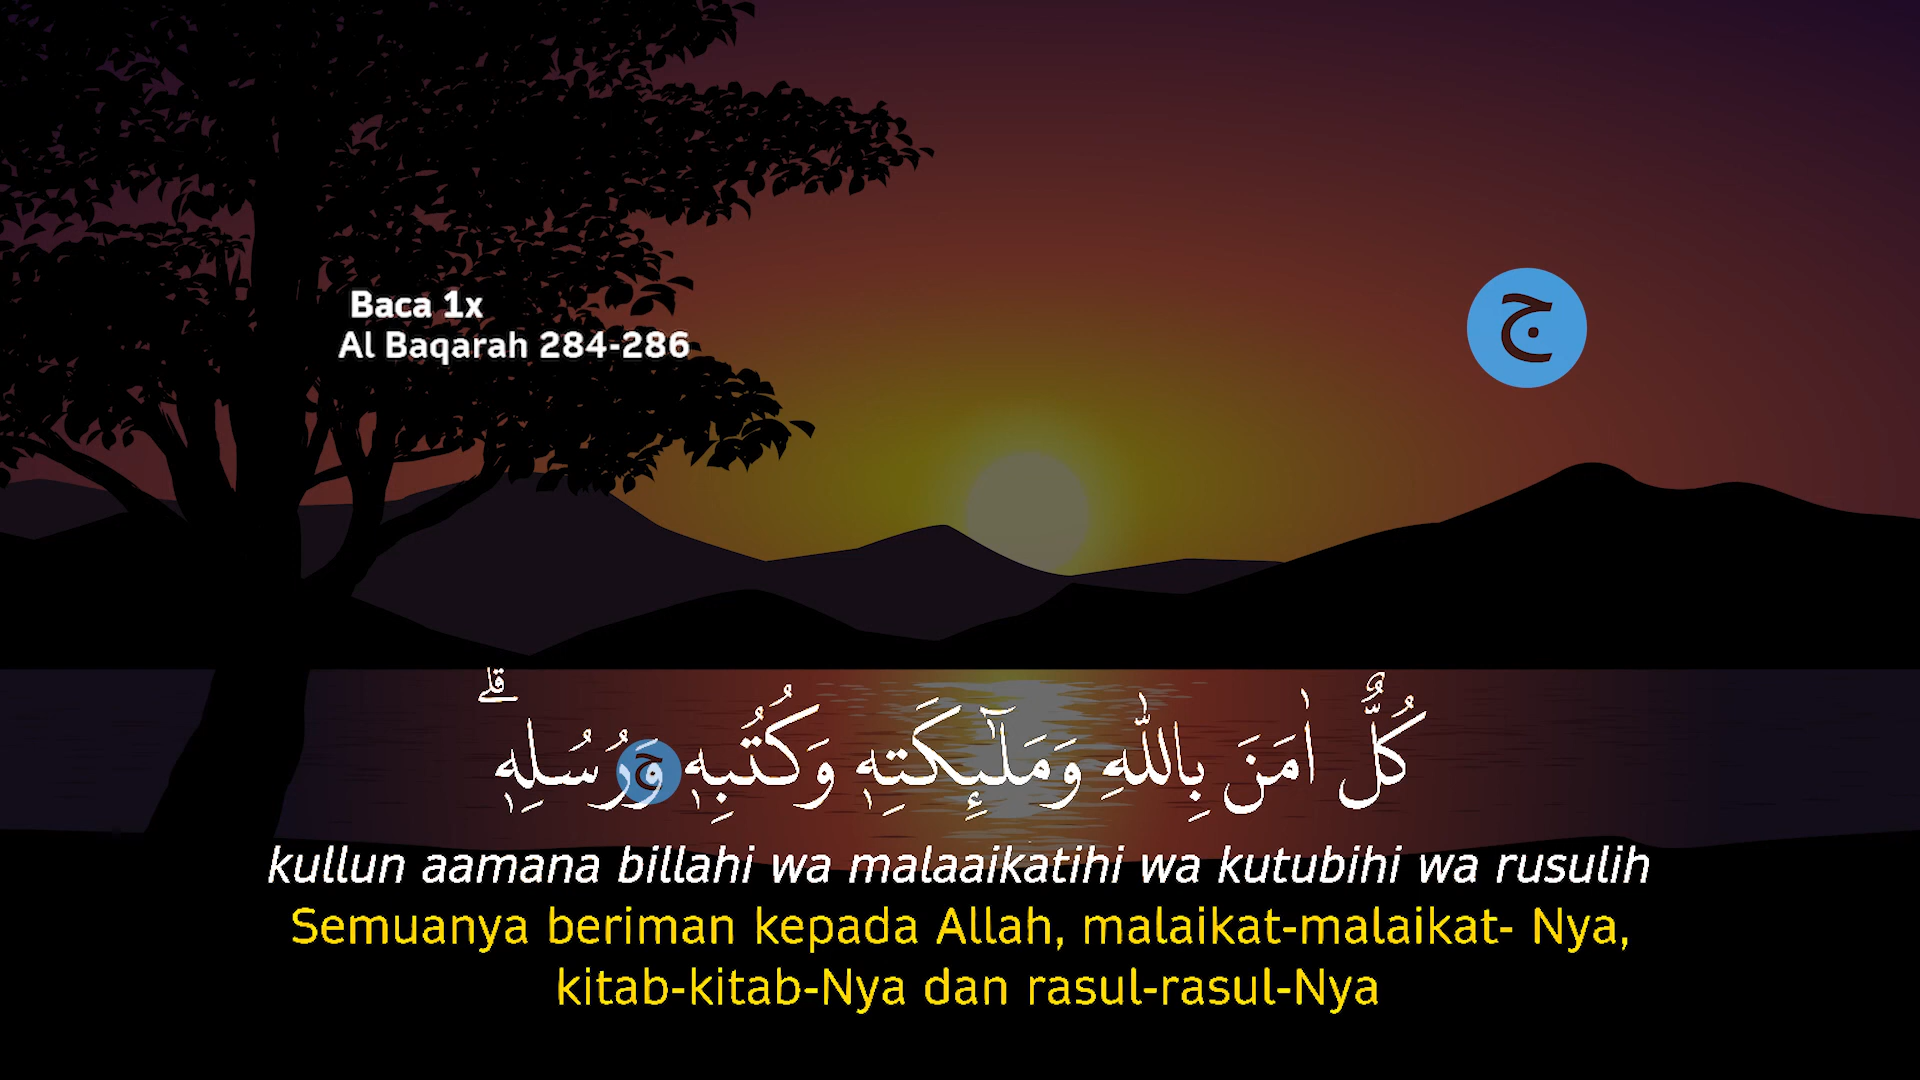 Baca 1x
Al Baqarah 284-286
ج
كُلٌّ اٰمَنَ بِاللّٰهِ وَمَلٰۤىِٕكَتِهٖ وَكُتُبِهٖ وَرُسُلِهٖۗ
ج
kullun aamana billahi wa malaaikatihi wa kutubihi wa rusulih
Semuanya beriman kepada Allah, malaikat-malaikat- Nya,
kitab-kitab-Nya dan rasul-rasul-Nya